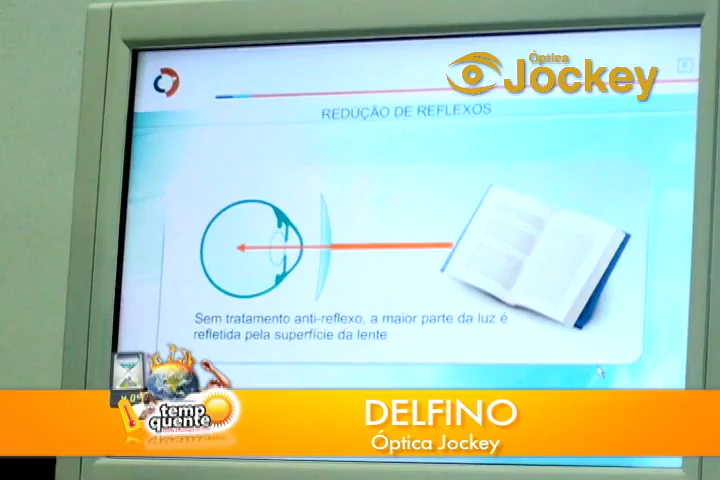 Óptica
Jockey
REDUÇÃO DE REFLEXOS
Sem tratamento anti-reflexo, a maior parte da luz é
refletida pela superfície da lente
temp
quente
DELFINO
Óptica Jockey